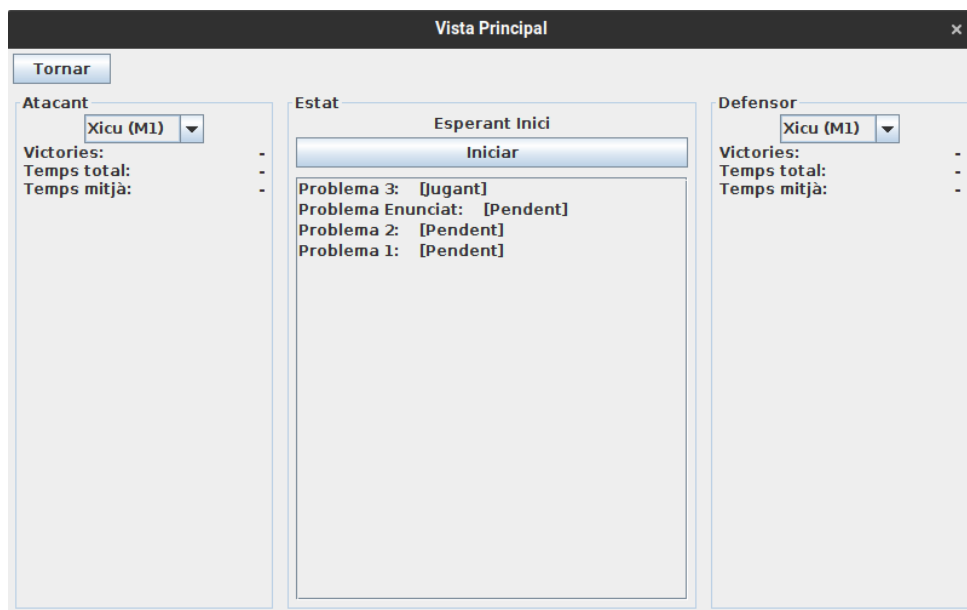 Vista Principal
Tornar
Atacant
Xicu (M1)
Victories: -
Temps total: -
Temps mitjà: -
Estat
Esperant Inici
Iniciar
Problema 3: [Jugant]
Problema Enunciat: [Pendent]
Problema 2: [Pendent]
Problema 1: [Pendent]
Defensor
Xicu (M1)
Victories: -
Temps total: -
Temps mitjà: -